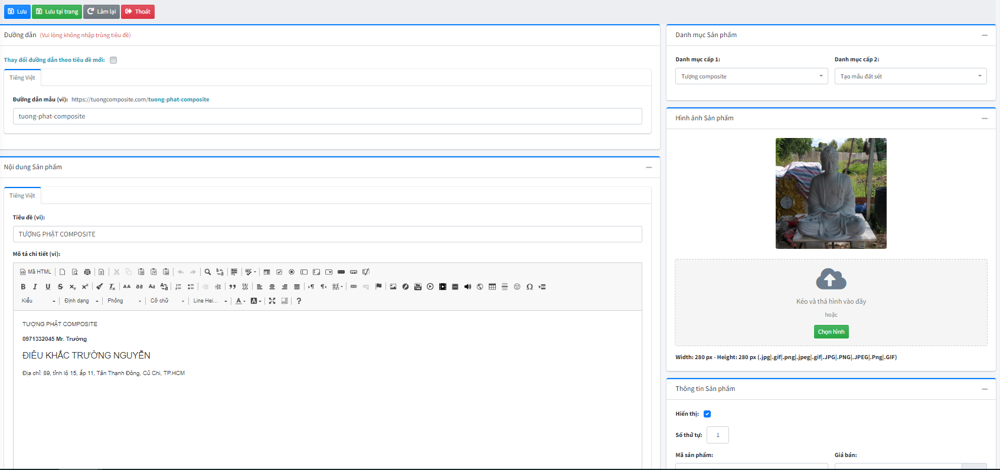 Lưu Lưu tại trang Làm lại Thoát
Đường dẫn (Vui lòng không nhập trùng tiêu đề)
Thay đổi đường dẫn theo tiêu đề mới:
Tiếng Việt
Đường dẫn mẫu (vi): https://tuongcomposite.com/tuong-phat-composite
tuong-phat-composite
Nội dung Sản phẩm
Tiếng Việt
Tiêu đề (vi):
TƯỢNG PHẬT COMPOSITE
Mô tả chi tiết (vi):
Mã HTML
Kiểu Định dạng Phông Cỡ chữ Line Hei...
TƯỢNG PHẬT COMPOSITE
0971332045 Mr. Trường
ĐIÊU KHẮC TRƯỜNG NGUYỄN
Địa chỉ: 89, tỉnh lộ 15, ấp 11, Tân Thạnh Đông, Củ Chi, TP.HCM
Danh mục Sản phẩm
Danh mục cấp 1: Danh mục cấp 2:
Tượng composite Tạo mẫu đất sét
Hình ảnh Sản phẩm
Kéo và thả hình vào đây
hoặc
Chọn hình
Width: 280 px - Height: 280 px (.jpg|.gif|.png|.jpeg|.gif|.JPG|.PNG|.JPEG|.Png|.GIF)
Thông tin Sản phẩm
Hiển thị:
Số thứ tự: 1
Mã sản phẩm: Giá bán: